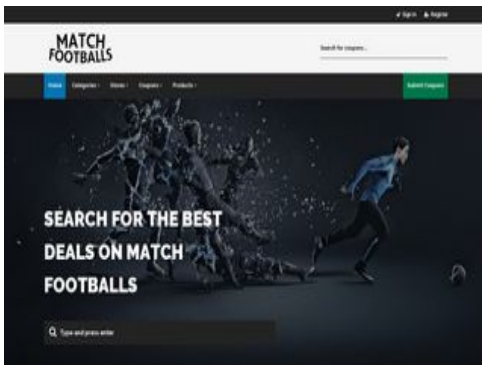 Sign In Register
MATCH
FOOTBALLS
Search for coupons...
Home Categories Stores Coupons Products Submit Coupons
SEARCH FOR THE BEST
DEALS ON MATCH
FOOTBALLS
Type and press enter